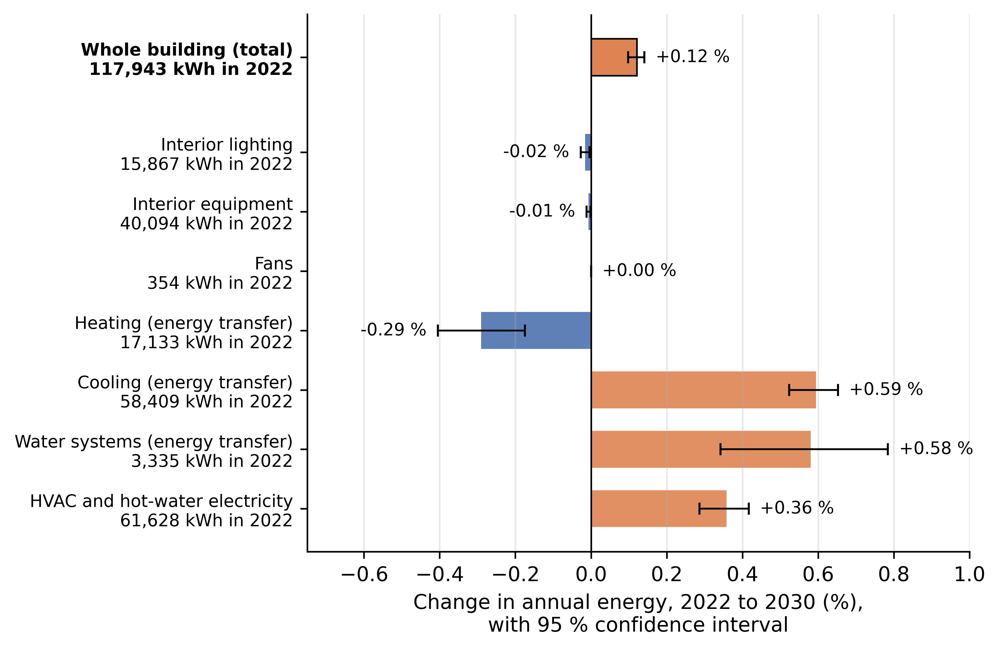 Whole building (total)
117,943 kWh in 2022
+0.12 %
Interior lighting
15,867 kWh in 2022
-0.02 %
Interior equipment
40,094 kWh in 2022
-0.01 %
Fans
354 kWh in 2022
+0.00 %
Heating (energy transfer)
17,133 kWh in 2022
-0.29 %
Cooling (energy transfer)
58,409 kWh in 2022
+0.59 %
Water systems (energy transfer)
3,335 kWh in 2022
+0.58 %
HVAC and hot-water electricity
61,628 kWh in 2022
+0.36 %
−0.6 −0.4 −0.2 0.0 0.2 0.4 0.6 0.8 1.0
Change in annual energy, 2022 to 2030 (%),
with 95 % confidence interval